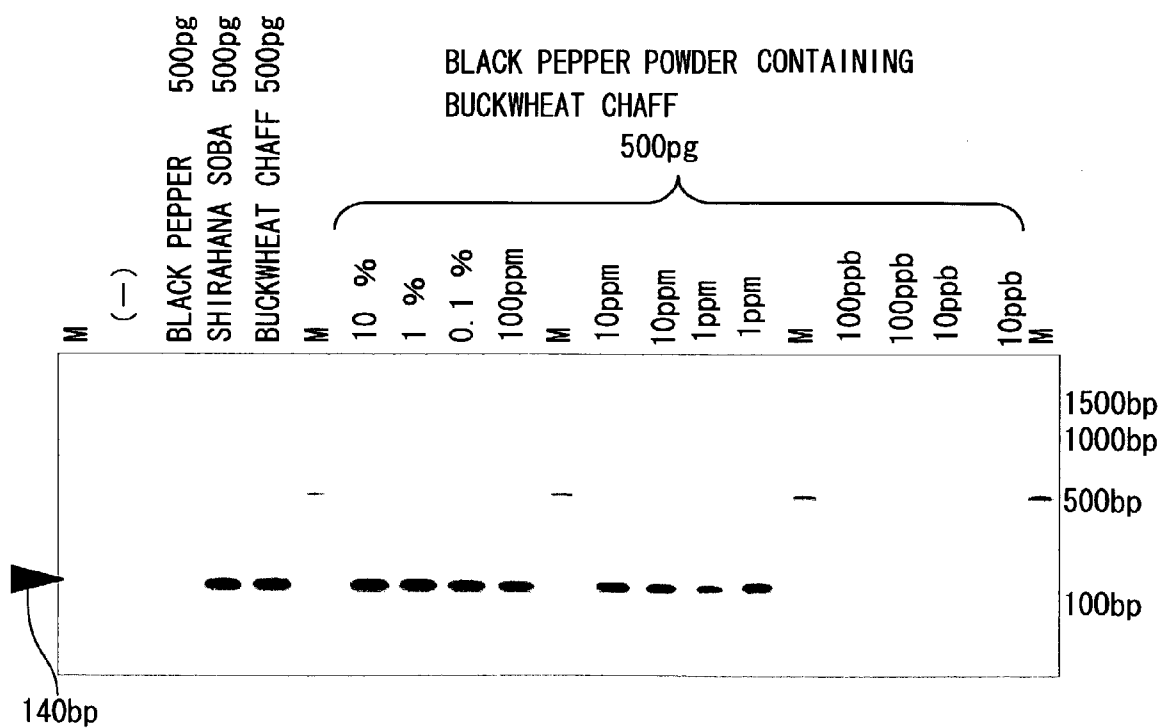 BLACK PEPPER POWDER CONTAINING
BUCKWHEAT CHAFF
500pg
M
(−)
BLACK PEPPER 500pg
SHIRAHANA SOBA 500pg
BUCKWHEAT CHAFF 500pg
M
10 %
1 %
0.1 %
100ppm
M
10ppm
10ppm
1ppm
1ppm
M
100ppb
100ppb
10ppb
10ppb
M
1500bp
1000bp
500bp
100bp
140bp